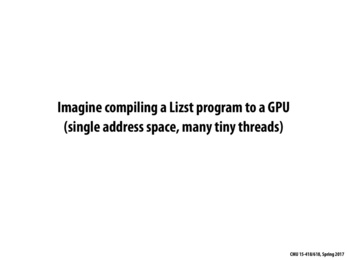 Imagine compiling a Lizst program to a GPU
(single address space, many tiny threads)
CMU 15-418/618, Spring 2017